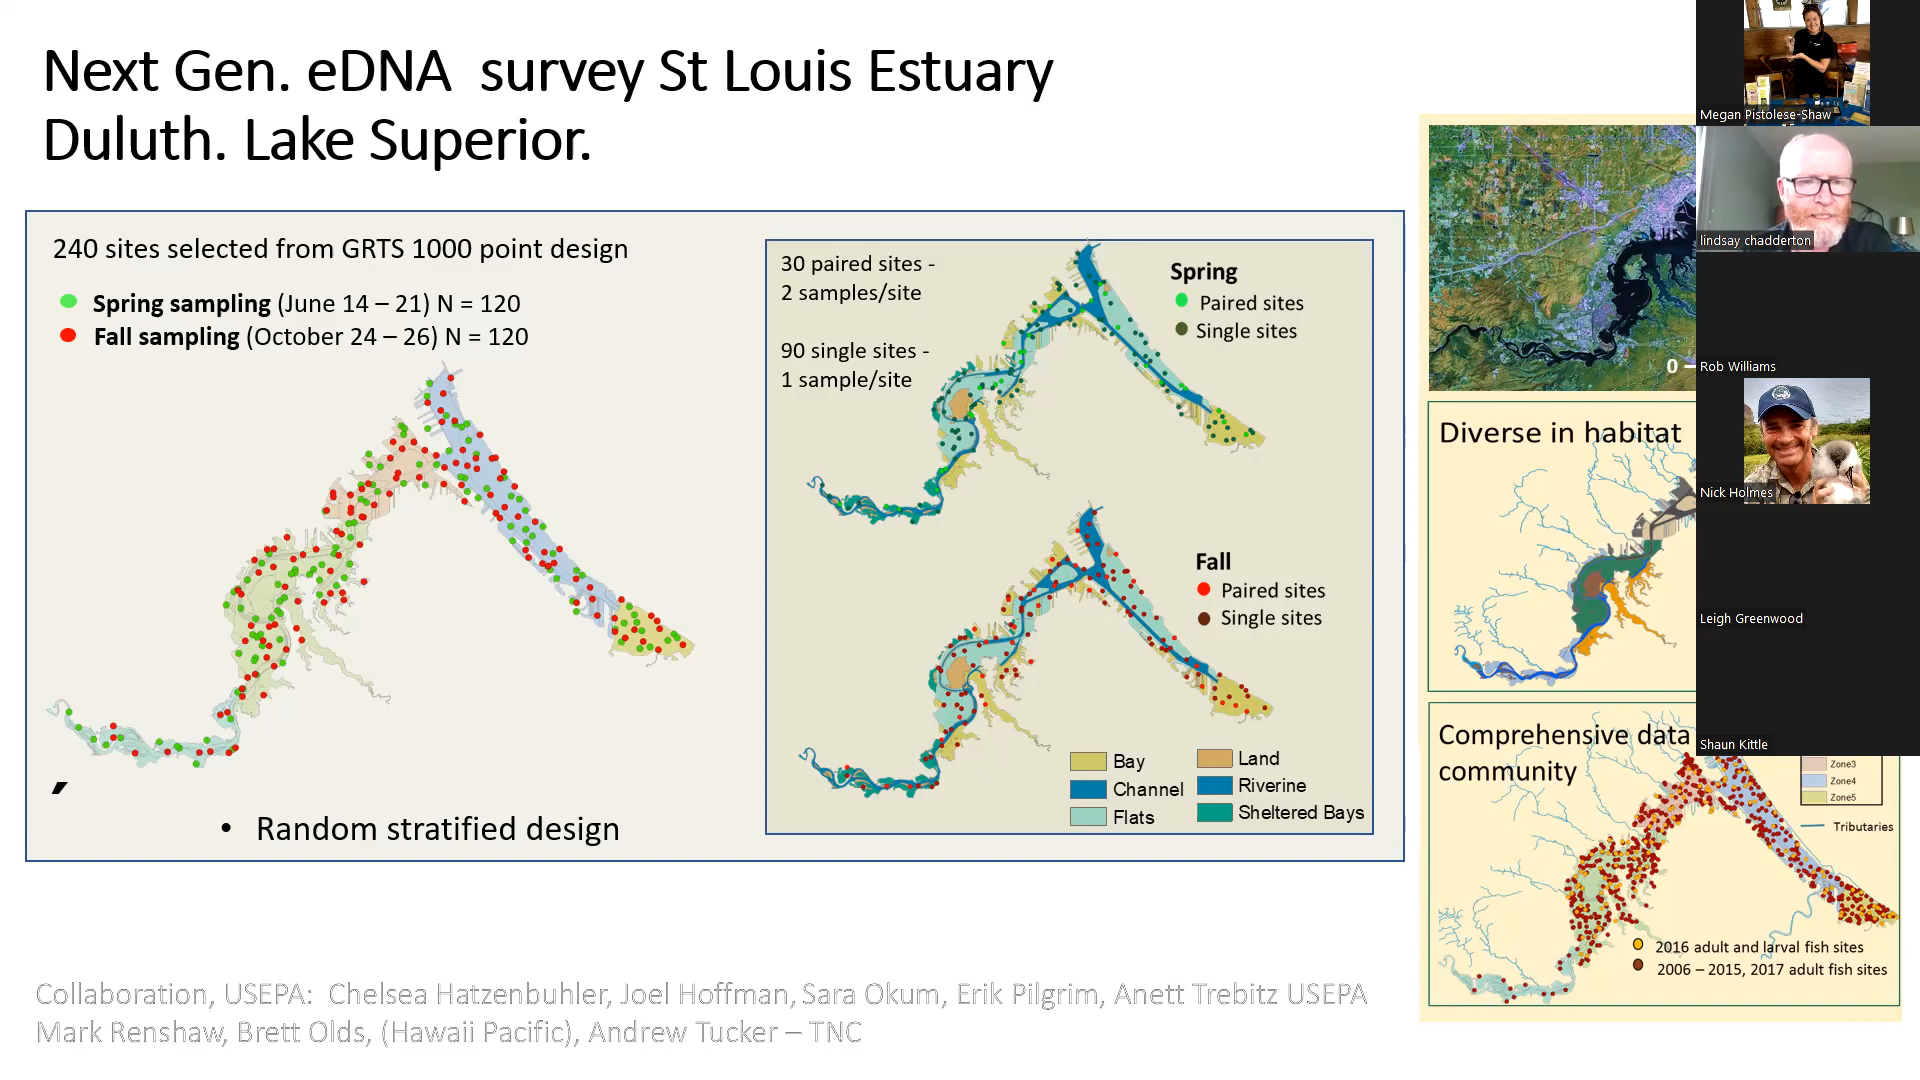 Next Gen. eDNA survey St Louis Estuary
Duluth. Lake Superior.
240 sites selected from GRTS 1000 point design
Spring sampling (June 14 – 21) N = 120
Fall sampling (October 24 – 26) N = 120
Random stratified design
30 paired sites -
2 samples/site
90 single sites -
1 sample/site
Spring
Paired sites
Single sites
Fall
Paired sites
Single sites
Bay
Channel
Flats
Land
Riverine
Sheltered Bays
0
Diverse in habitat
Comprehensive data
community
Zone3
Zone4
Zone5
Tributaries
2016 adult and larval fish sites
2006 – 2015, 2017 adult fish sites
Megan Pistolese-Shaw
lindsay chadderton
Rob Williams
Nick Holmes
Leigh Greenwood
Shaun Kittle
Collaboration, USEPA: Chelsea Hatzenbuhler, Joel Hoffman, Sara Okum, Erik Pilgrim, Anett Trebitz USEPA
Mark Renshaw, Brett Olds, (Hawaii Pacific), Andrew Tucker – TNC